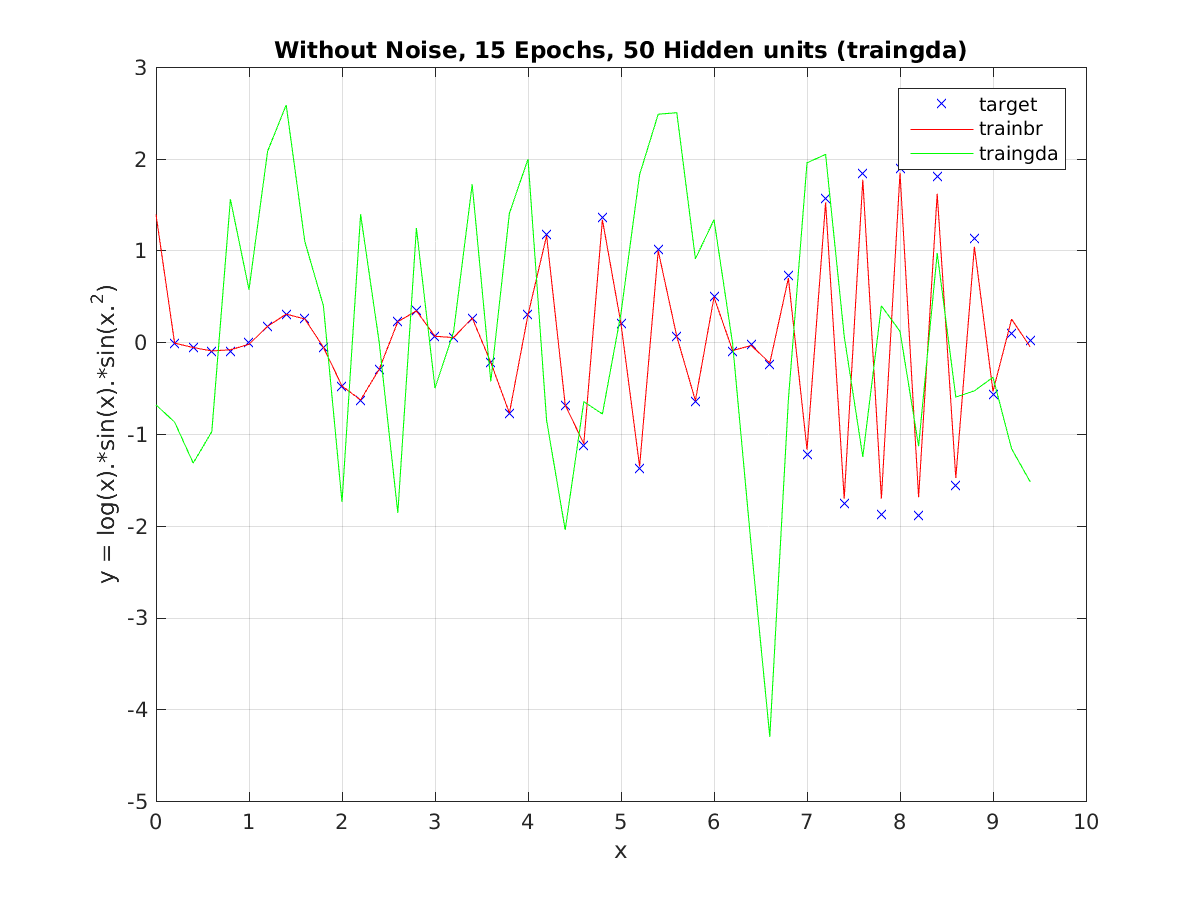 Without Noise, 15 Epochs, 50 Hidden units (traingda)
target
trainbr
traingda
y = log(x).*sin(x).*sin(x.²)
3
2
1
0
-1
-2
-3
-4
-5
0 1 2 3 4 5 6 7 8 9 10
x